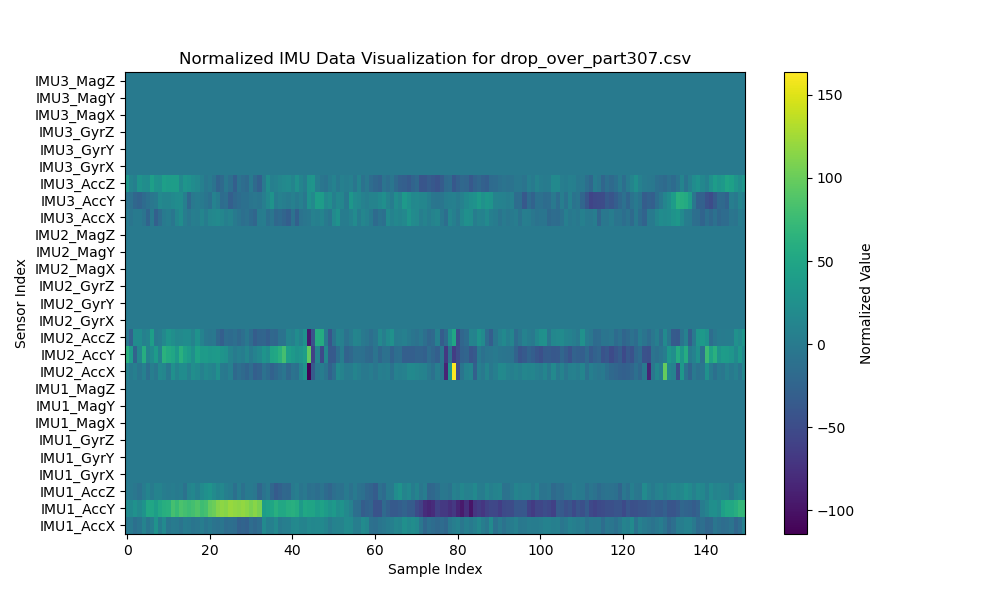 Normalized IMU Data Visualization for drop_over_part307.csv
Sensor Index
IMU3_MagZ
IMU3_MagY
IMU3_MagX
IMU3_GyrZ
IMU3_GyrY
IMU3_GyrX
IMU3_AccZ
IMU3_AccY
IMU3_AccX
IMU2_MagZ
IMU2_MagY
IMU2_MagX
IMU2_GyrZ
IMU2_GyrY
IMU2_GyrX
IMU2_AccZ
IMU2_AccY
IMU2_AccX
IMU1_MagZ
IMU1_MagY
IMU1_MagX
IMU1_GyrZ
IMU1_GyrY
IMU1_GyrX
IMU1_AccZ
IMU1_AccY
IMU1_AccX
0 20 40 60 80 100 120 140
Sample Index
150
100
50
0
−50
−100
Normalized Value